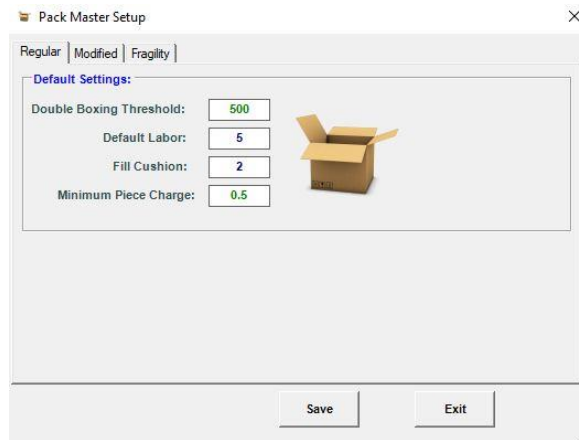 Pack Master Setup
Regular Modified Fragility
Default Settings:
Double Boxing Threshold: 500
Default Labor: 5
Fill Cushion: 2
Minimum Piece Charge: 0.5
Save Exit